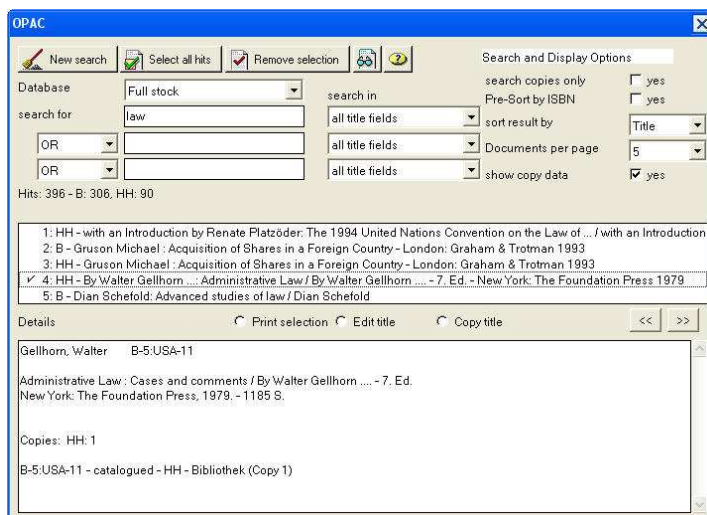 OPAC
New search Select all hits Remove selection Search and Display Options
Database Full stock search in search copies only yes
Pre-Sort by ISBN yes
search for law all title fields sort result by Title
OR all title fields Documents per page 5
OR all title fields show copy data yes
Hits: 396 - B: 306, HH: 90
1: HH - with an Introduction by Renate Platzöder: The 1994 United Nations Convention on the Law of ... / with an Introduction
2: B - Gruson Michael : Acquisition of Shares in a Foreign Country - London: Graham & Trotman 1993
3: HH - Gruson Michael : Acquisition of Shares in a Foreign Country - London: Graham & Trotman 1993
4: HH - By Walter Gellhorn ...: Administrative Law / By Walter Gellhorn .... - 7. Ed. - New York: The Foundation Press 1979
5: B - Dian Schefold: Advanced studies of law / Dian Schefold
Details Print selection Edit title Copy title << >>
Gellhorn, Walter B-5:USA-11
Administrative Law : Cases and comments / By Walter Gellhorn .... - 7. Ed.
New York: The Foundation Press, 1979. - 1185 S.
Copies: HH: 1
B-5:USA-11 - catalogued - HH - Bibliothek (Copy 1)